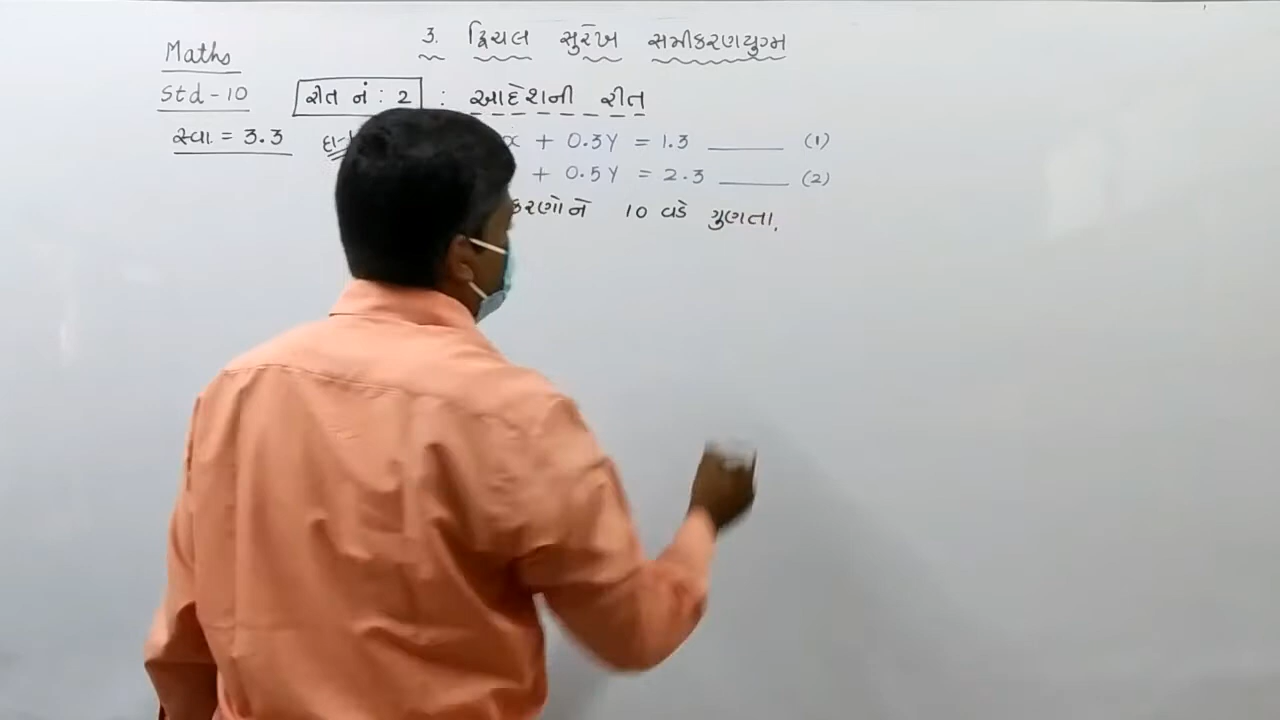 Maths
3. દ્વિચલ સુરેખ સમીકરણયુગ્મ
Std-10
રીત નં : 2 : આદેશની રીત
સ્વા = 3.3
x + 0.3y = 1.3 ______ (1)
+ 0.5y = 2.3 ______ (2)
કરણોને 10 વડે ગુણતા,